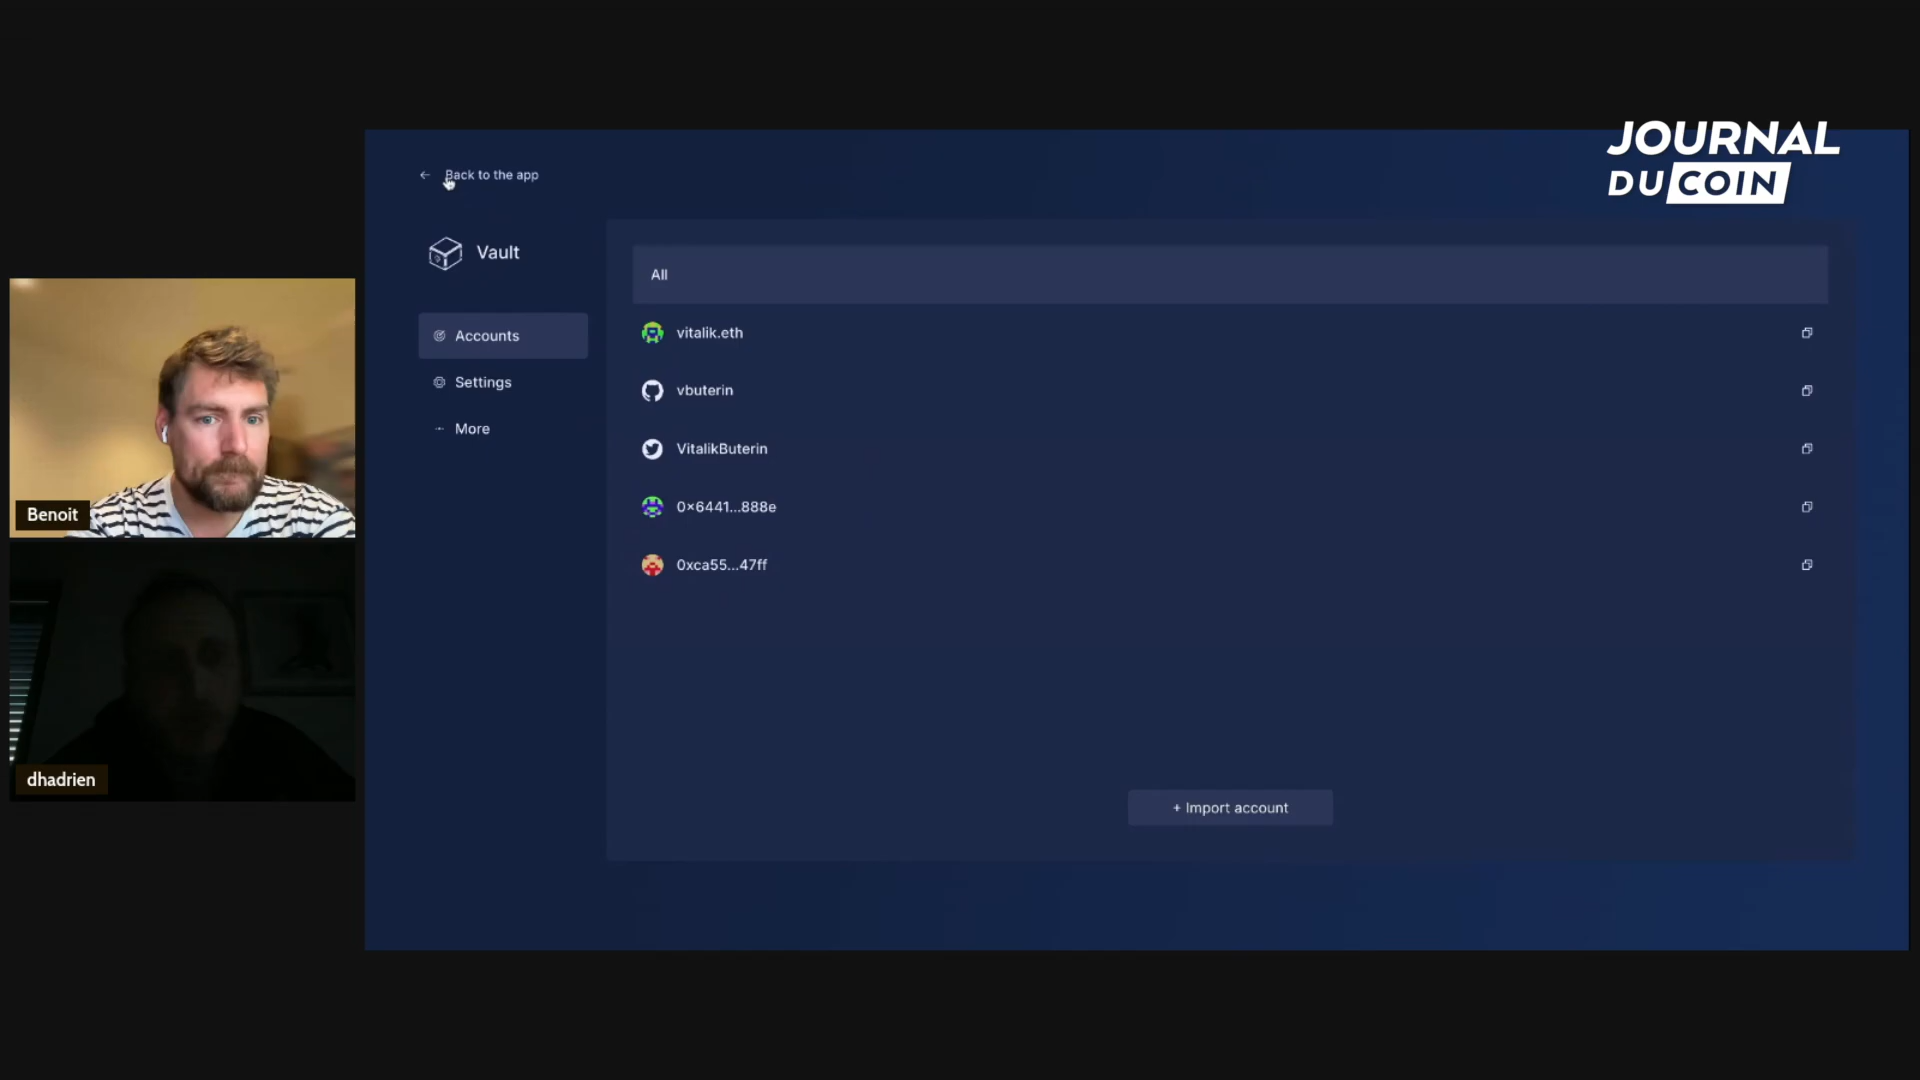 JOURNAL
DU COIN
Back to the app
Vault
Accounts
Settings
More
All
vitalik.eth
vbuterin
VitalikButerin
0x6441...888e
0xca55...47ff
+ Import account
Benoit
dhadrien